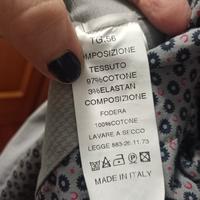 TG.56
COMPOSIZIONE
TESSUTO
97%COTONE
3%ELASTAN
COMPOSIZIONE
FODERA
100%COTONE
LAVARE A SECCO
LEGGE 883-26.11.73
MADE IN ITALY